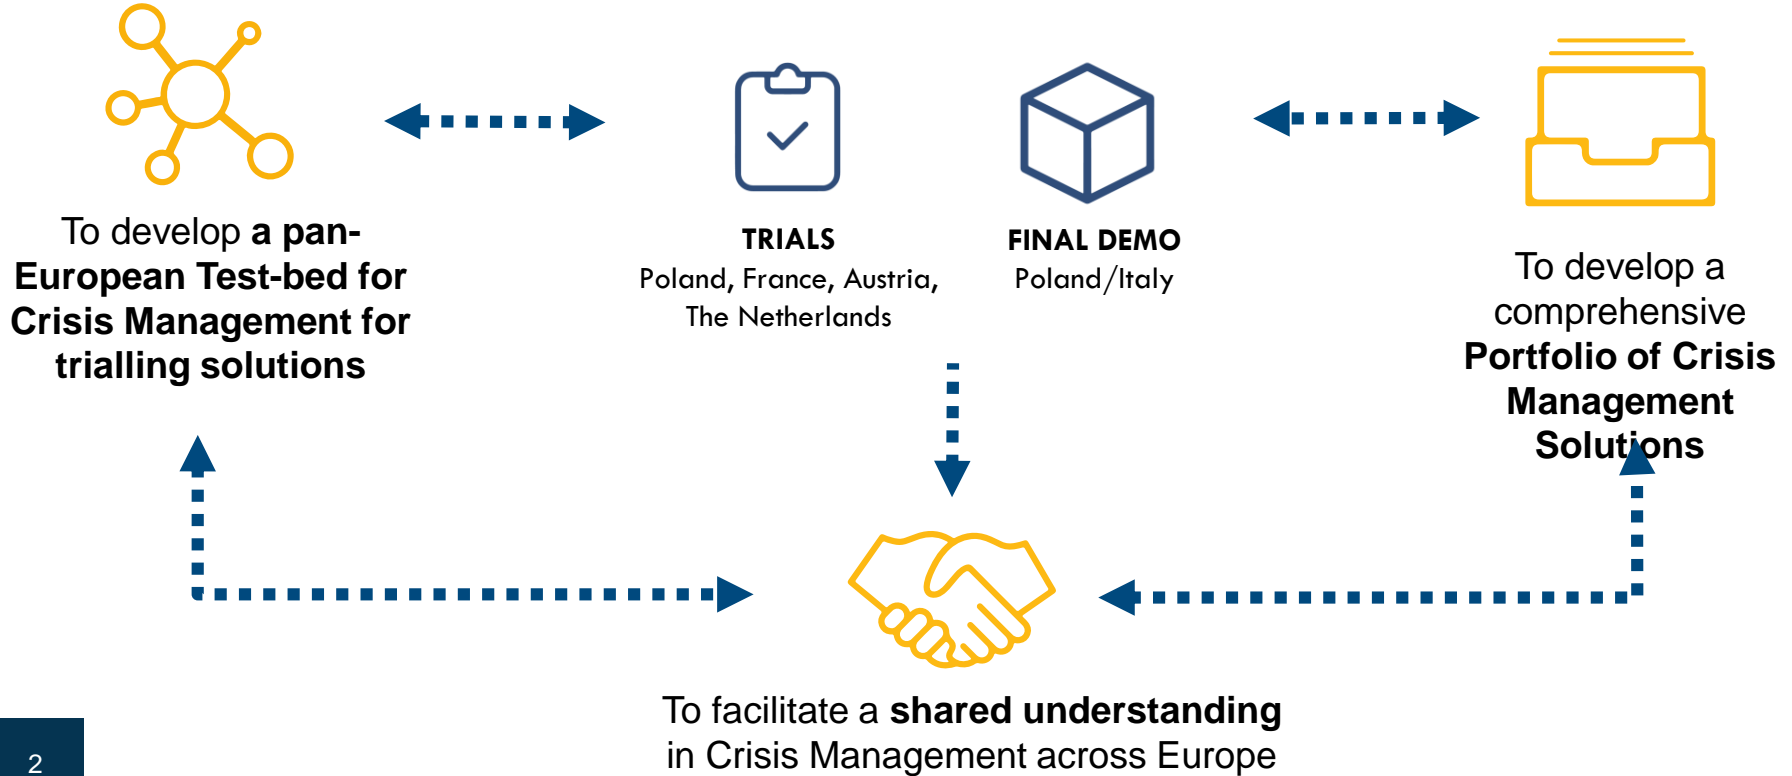 To develop a pan-
European Test-bed for
Crisis Management for
trialling solutions
TRIALS
Poland, France, Austria,
The Netherlands
FINAL DEMO
Poland/Italy
To develop a
comprehensive
Portfolio of Crisis
Management
Solutions
To facilitate a shared understanding
in Crisis Management across Europe
2